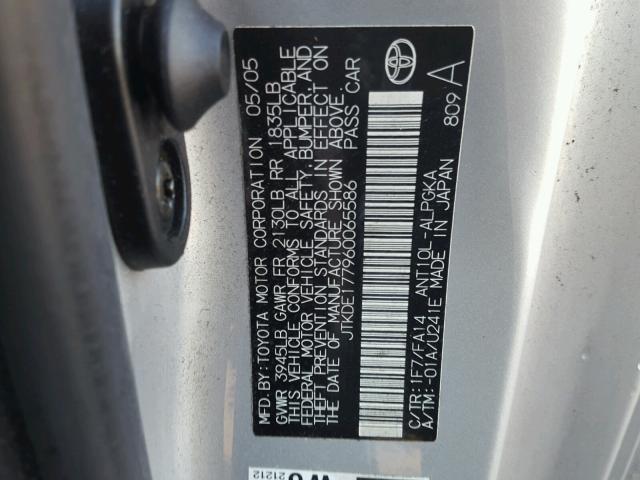 MFD.BY:TOYOTA MOTOR CORPORATION 05/05
GVWR 3945LB GAWR FR 2130LB RR 1835LB
THIS VEHICLE CONFORMS TO ALL APPLICABLE
FEDERAL MOTOR VEHICLE SAFETY, BUMPER, AND
THEFT PREVENTION STANDARDS IN EFFECT ON
THE DATE OF MANUFACTURE SHOWN ABOVE.
JTKDE177960065586 PASS CAR
C/TR:1F7/FA14 ANT10L-ALPGKA
A/TM:-01A/U241E MADE IN JAPAN
809 A
21212